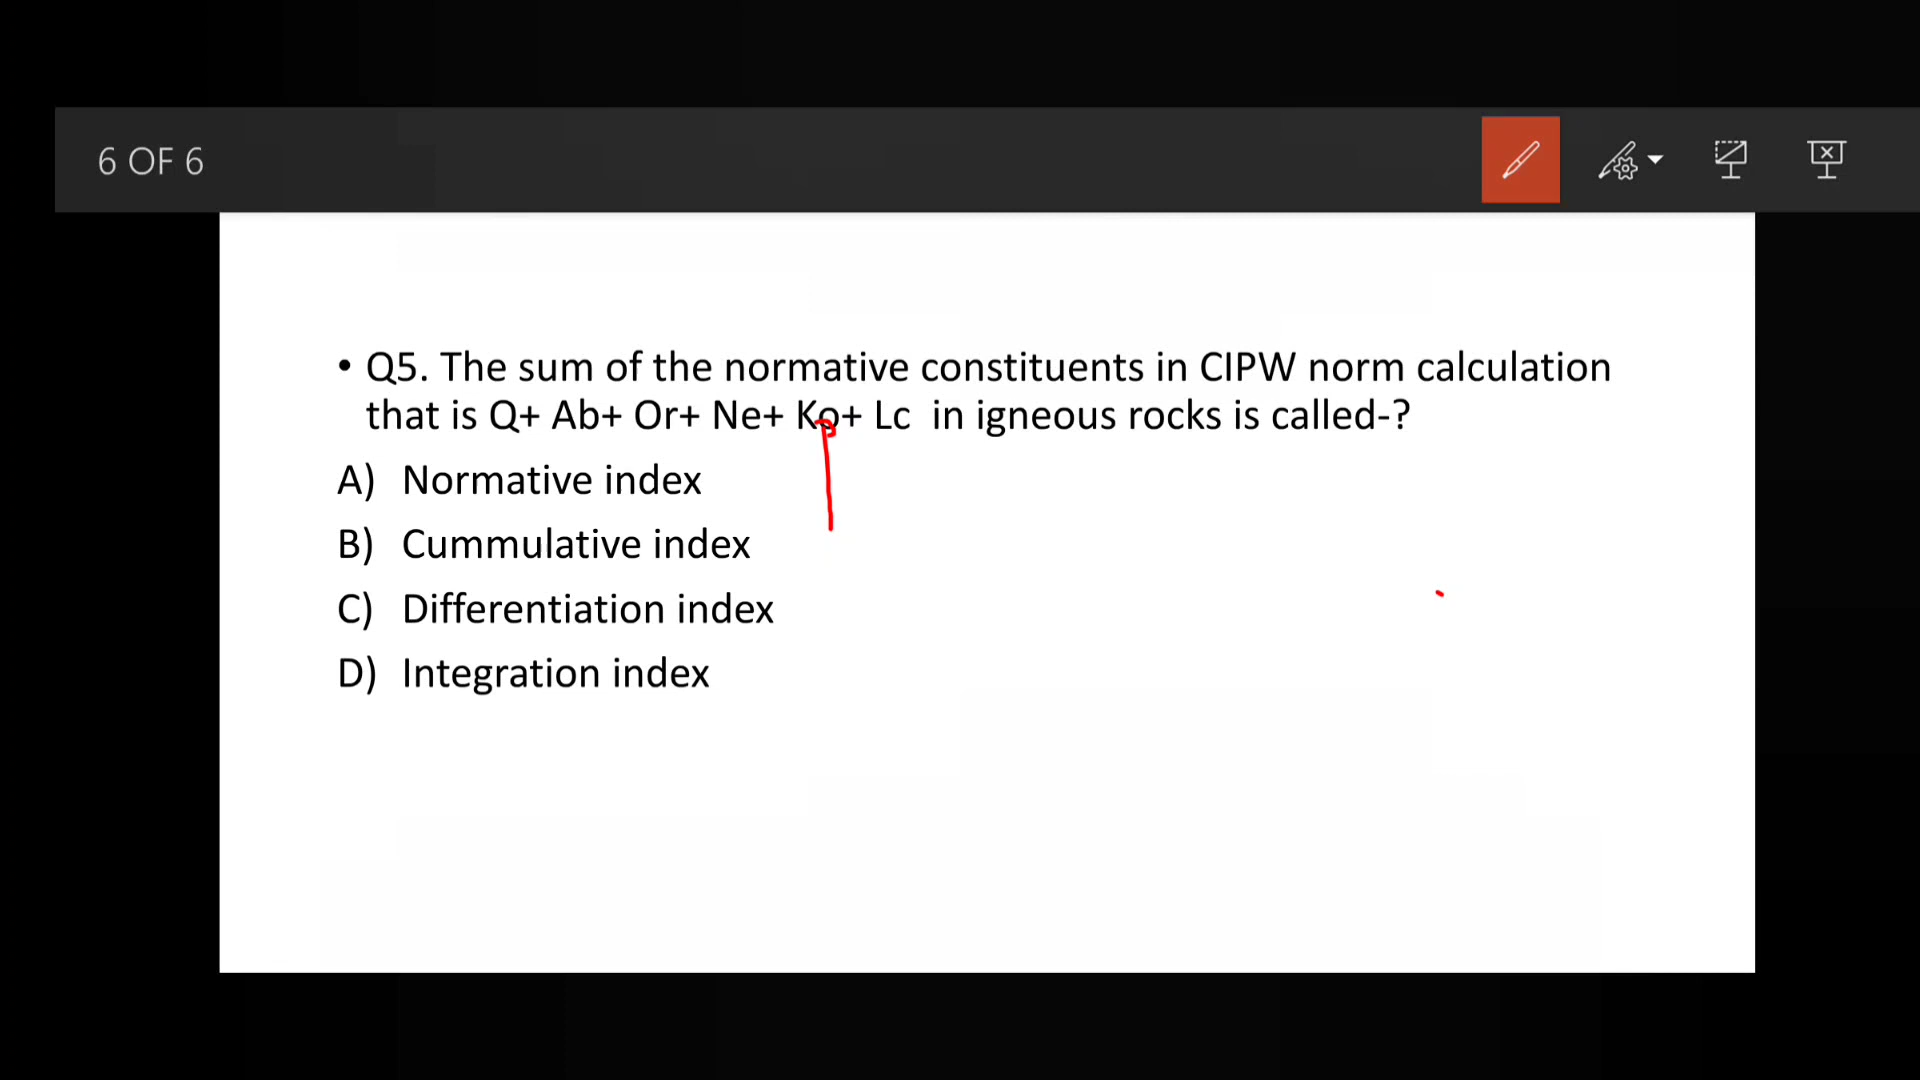 6 OF 6
• Q5. The sum of the normative constituents in CIPW norm calculation
that is Q+ Ab+ Or+ Ne+ Ko+ Lc in igneous rocks is called-?
A) Normative index
B) Cummulative index
C) Differentiation index
D) Integration index